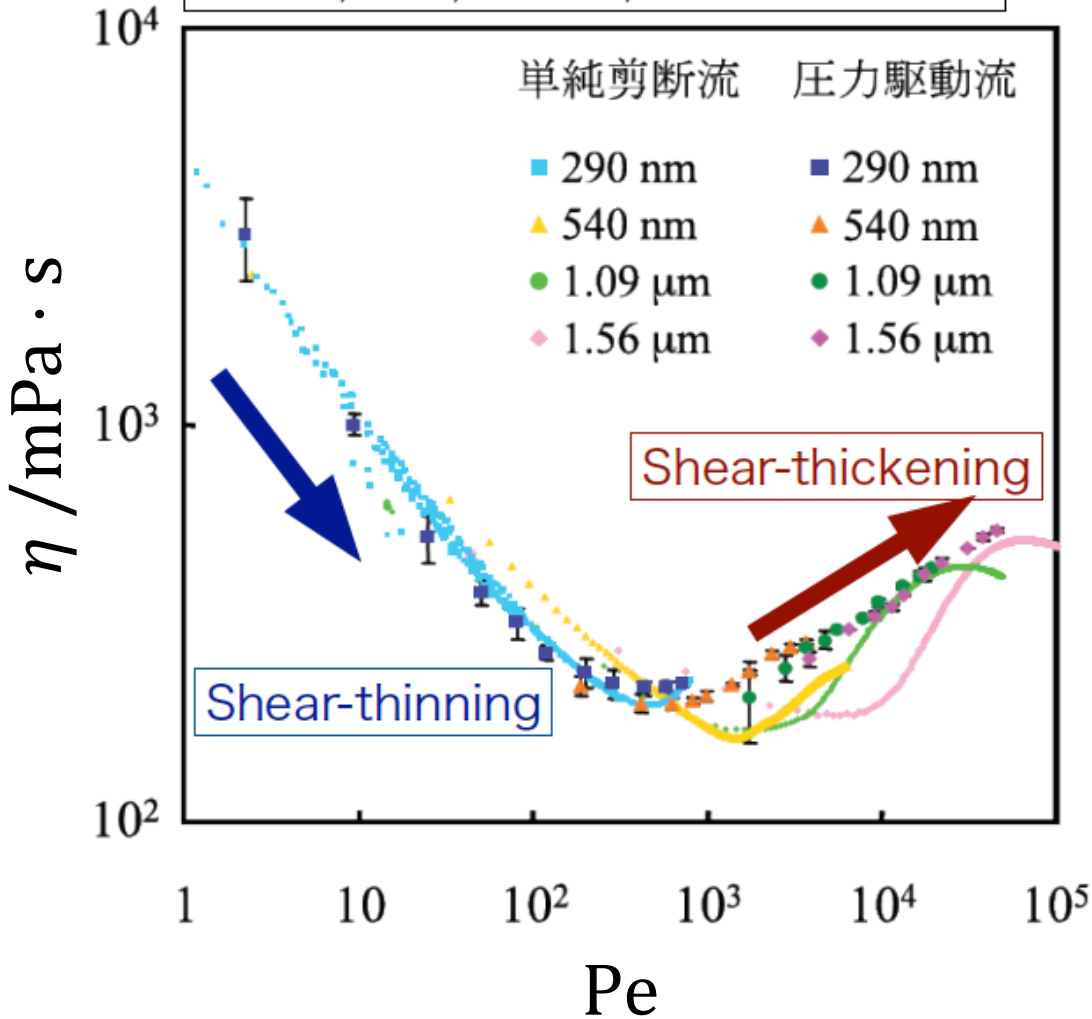 10⁴
単純剪断流 圧力駆動流
290 nm 290 nm
540 nm 540 nm
1.09 μm 1.09 μm
1.56 μm 1.56 μm
η /mPa · s
10³
Shear-thickening
Shear-thinning
10²
1 10 10² 10³ 10⁴ 10⁵
Pe